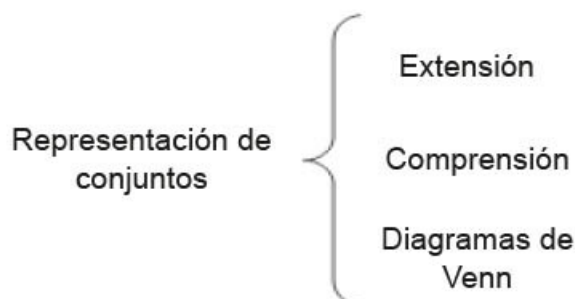 Representación de
conjuntos
Extensión
Comprensión
Diagramas de
Venn